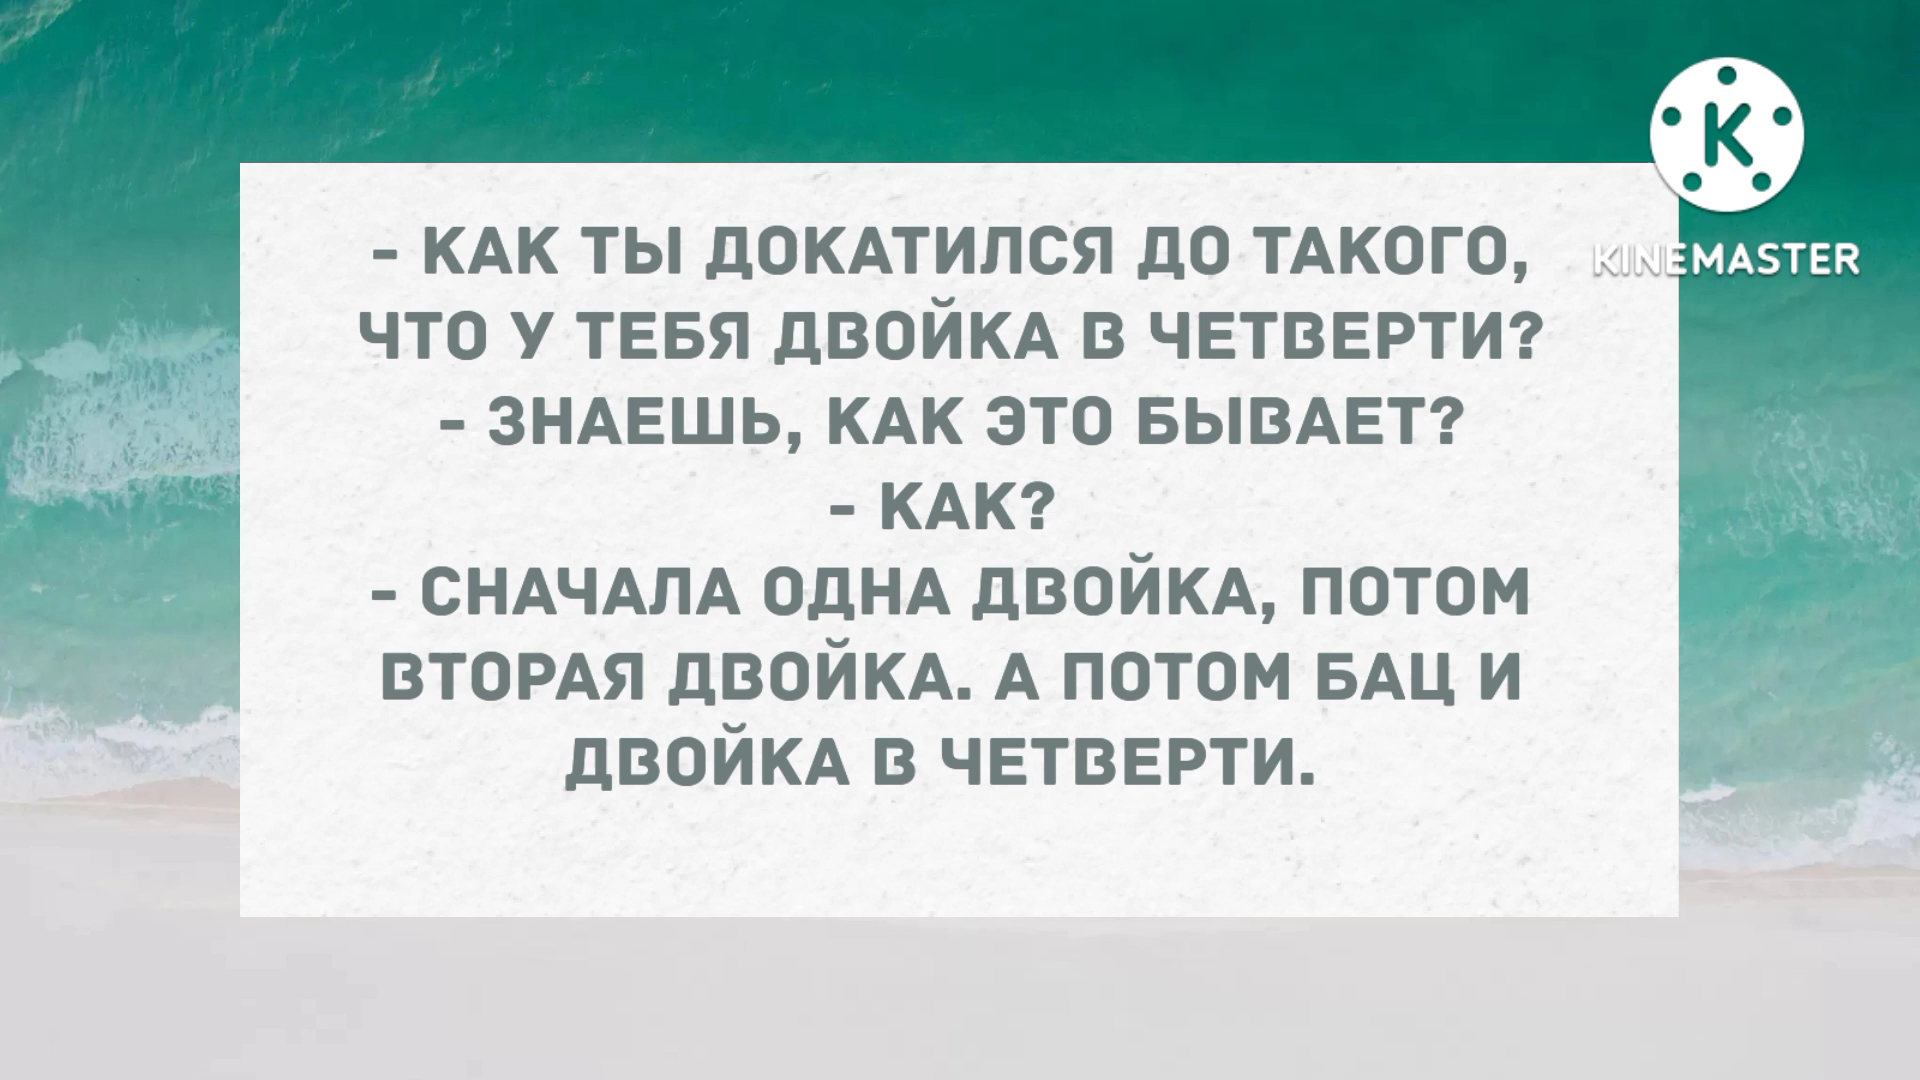 - КАК ТЫ ДОКАТИЛСЯ ДО ТАКОГО,
ЧТО У ТЕБЯ ДВОЙКА В ЧЕТВЕРТИ?
- ЗНАЕШЬ, КАК ЭТО БЫВАЕТ?
- КАК?
- СНАЧАЛА ОДНА ДВОЙКА, ПОТОМ
ВТОРАЯ ДВОЙКА. А ПОТОМ БАЦ И
ДВОЙКА В ЧЕТВЕРТИ.
K
KINEMASTER